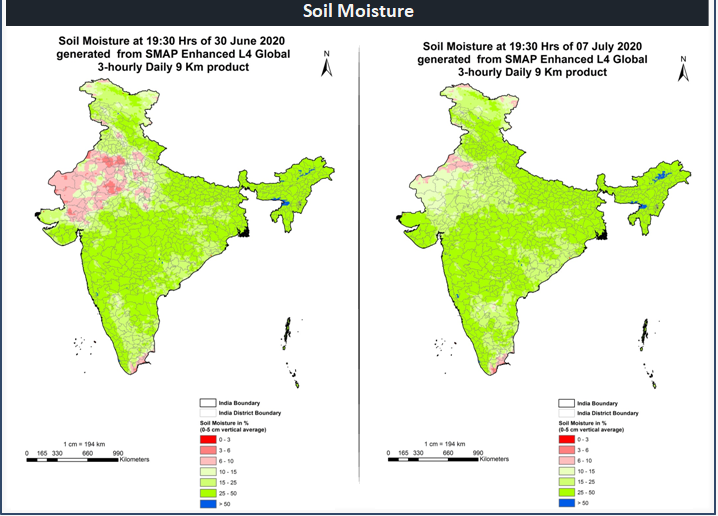 Soil Moisture
Soil Moisture at 19:30 Hrs of 30 June 2020
generated from SMAP Enhanced L4 Global
3-hourly Daily 9 Km product
N
India Boundary
India District Boundary
Soil Moisture in %
(0-5 cm vertical average)
0 - 3
3 - 6
6 - 10
10 - 15
15 - 25
25 - 50
> 50
1 cm = 194 km
0 165 330 660 990
Kilometers
Soil Moisture at 19:30 Hrs of 07 July 2020
generated from SMAP Enhanced L4 Global
3-hourly Daily 9 Km product
N
India Boundary
India District Boundary
Soil Moisture in %
(0-5 cm vertical average)
0 - 3
3 - 6
6 - 10
10 - 15
15 - 25
25 - 50
> 50
1 cm = 194 km
0 165 330 660 990
Kilometers